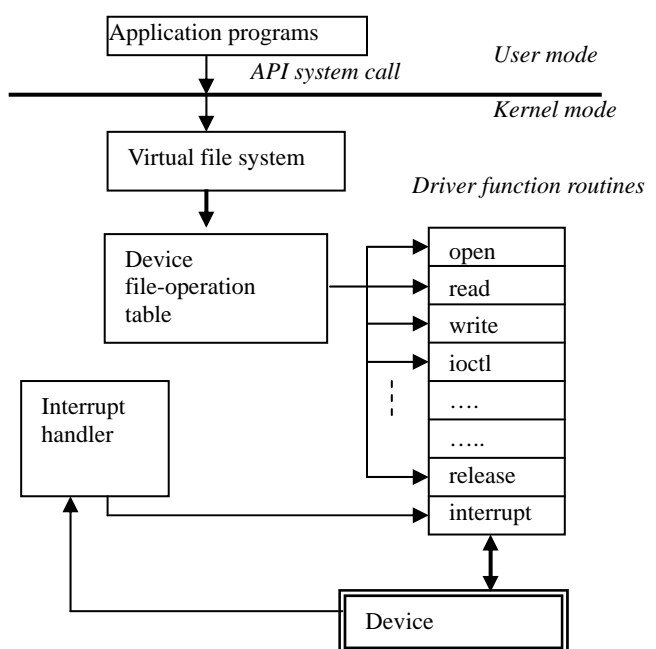 Application programs
API system call
User mode
Kernel mode
Virtual file system
Driver function routines
Device
file-operation
table
open
read
write
ioctl
….
…..
release
interrupt
Interrupt
handler
Device